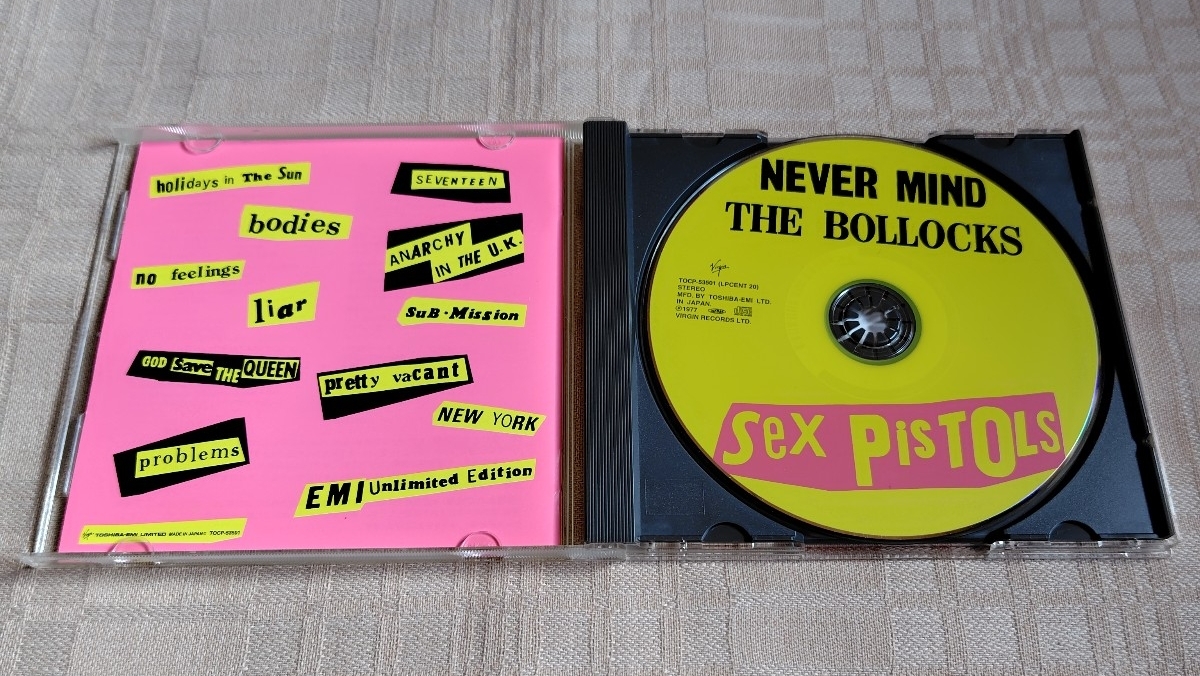 holidays in The Sun
SEVENTEEN
bodies
ANARCHY
IN THE U.K.
no feelings
liar
SuB·Mission
GOD Save THE QUEEN
pretty vacant
NEW YORK
problems
EMI Unlimited Edition
Virgin TOSHIBA-EMI LIMITED MADE IN JAPAN TOCP-53501
NEVER MIND
THE BOLLOCKS
Virgin
TOCP-53501 (LPCENT 20)
STEREO
MFD. BY TOSHIBA-EMI LTD.
IN JAPAN.
℗1977
VIRGIN RECORDS LTD.
Sex PisTOLs